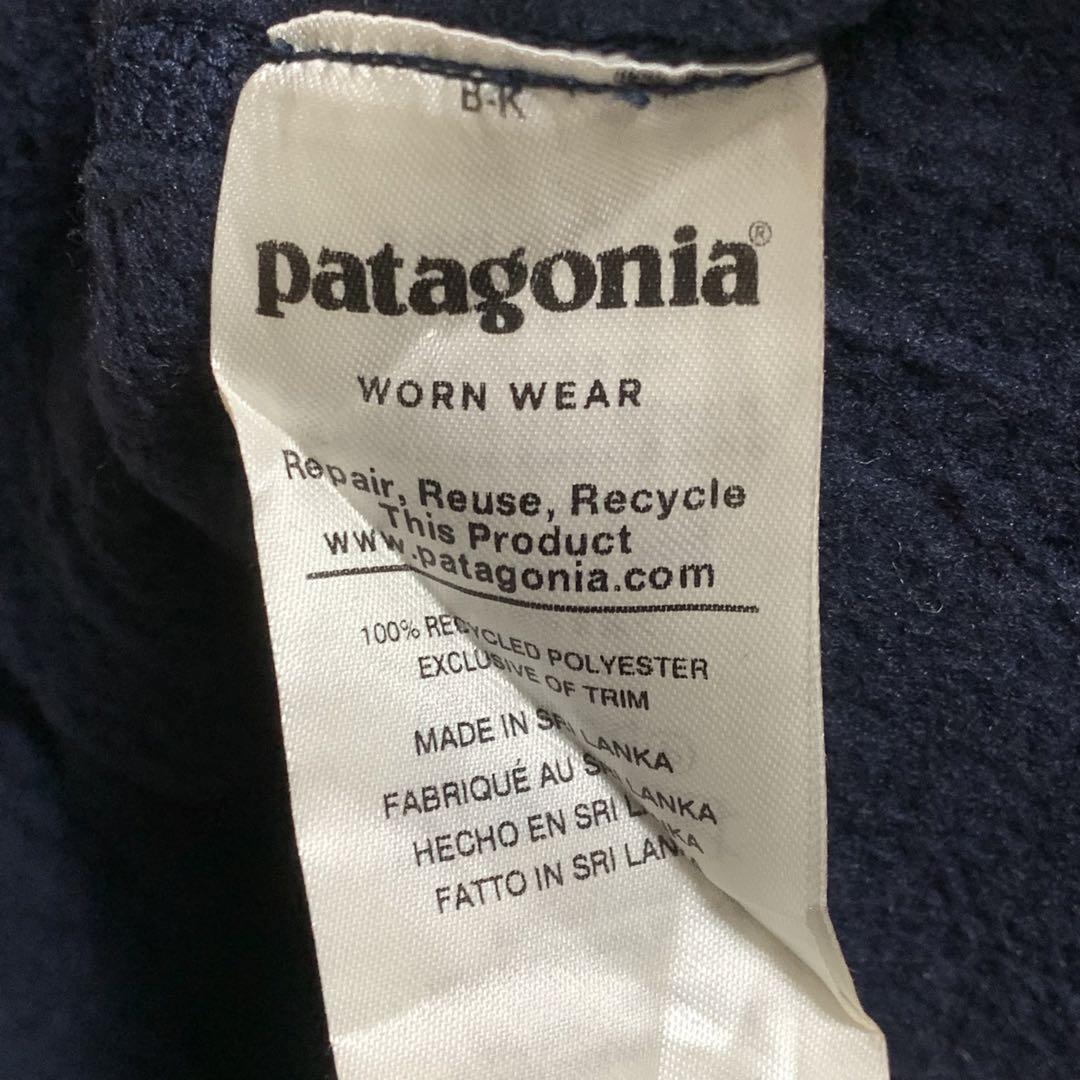 B-K
patagonia®
WORN WEAR
Repair, Reuse, Recycle
This Product
www.patagonia.com
100% RECYCLED POLYESTER
EXCLUSIVE OF TRIM
MADE IN SRI LANKA
FABRIQUÉ AU SRI LANKA
HECHO EN SRI LANKA
FATTO IN SRI LANKA